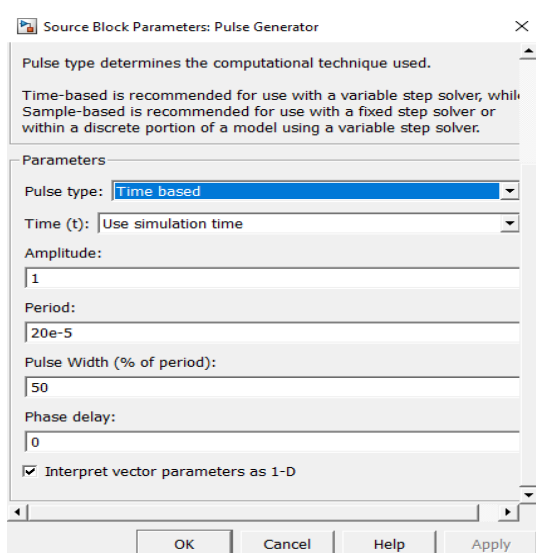 Source Block Parameters: Pulse Generator
Pulse type determines the computational technique used.
Time-based is recommended for use with a variable step solver, while
Sample-based is recommended for use with a fixed step solver or
within a discrete portion of a model using a variable step solver.
Parameters
Pulse type: Time based
Time (t): Use simulation time
Amplitude:
1
Period:
20e-5
Pulse Width (% of period):
50
Phase delay:
0
Interpret vector parameters as 1-D
OK Cancel Help Apply